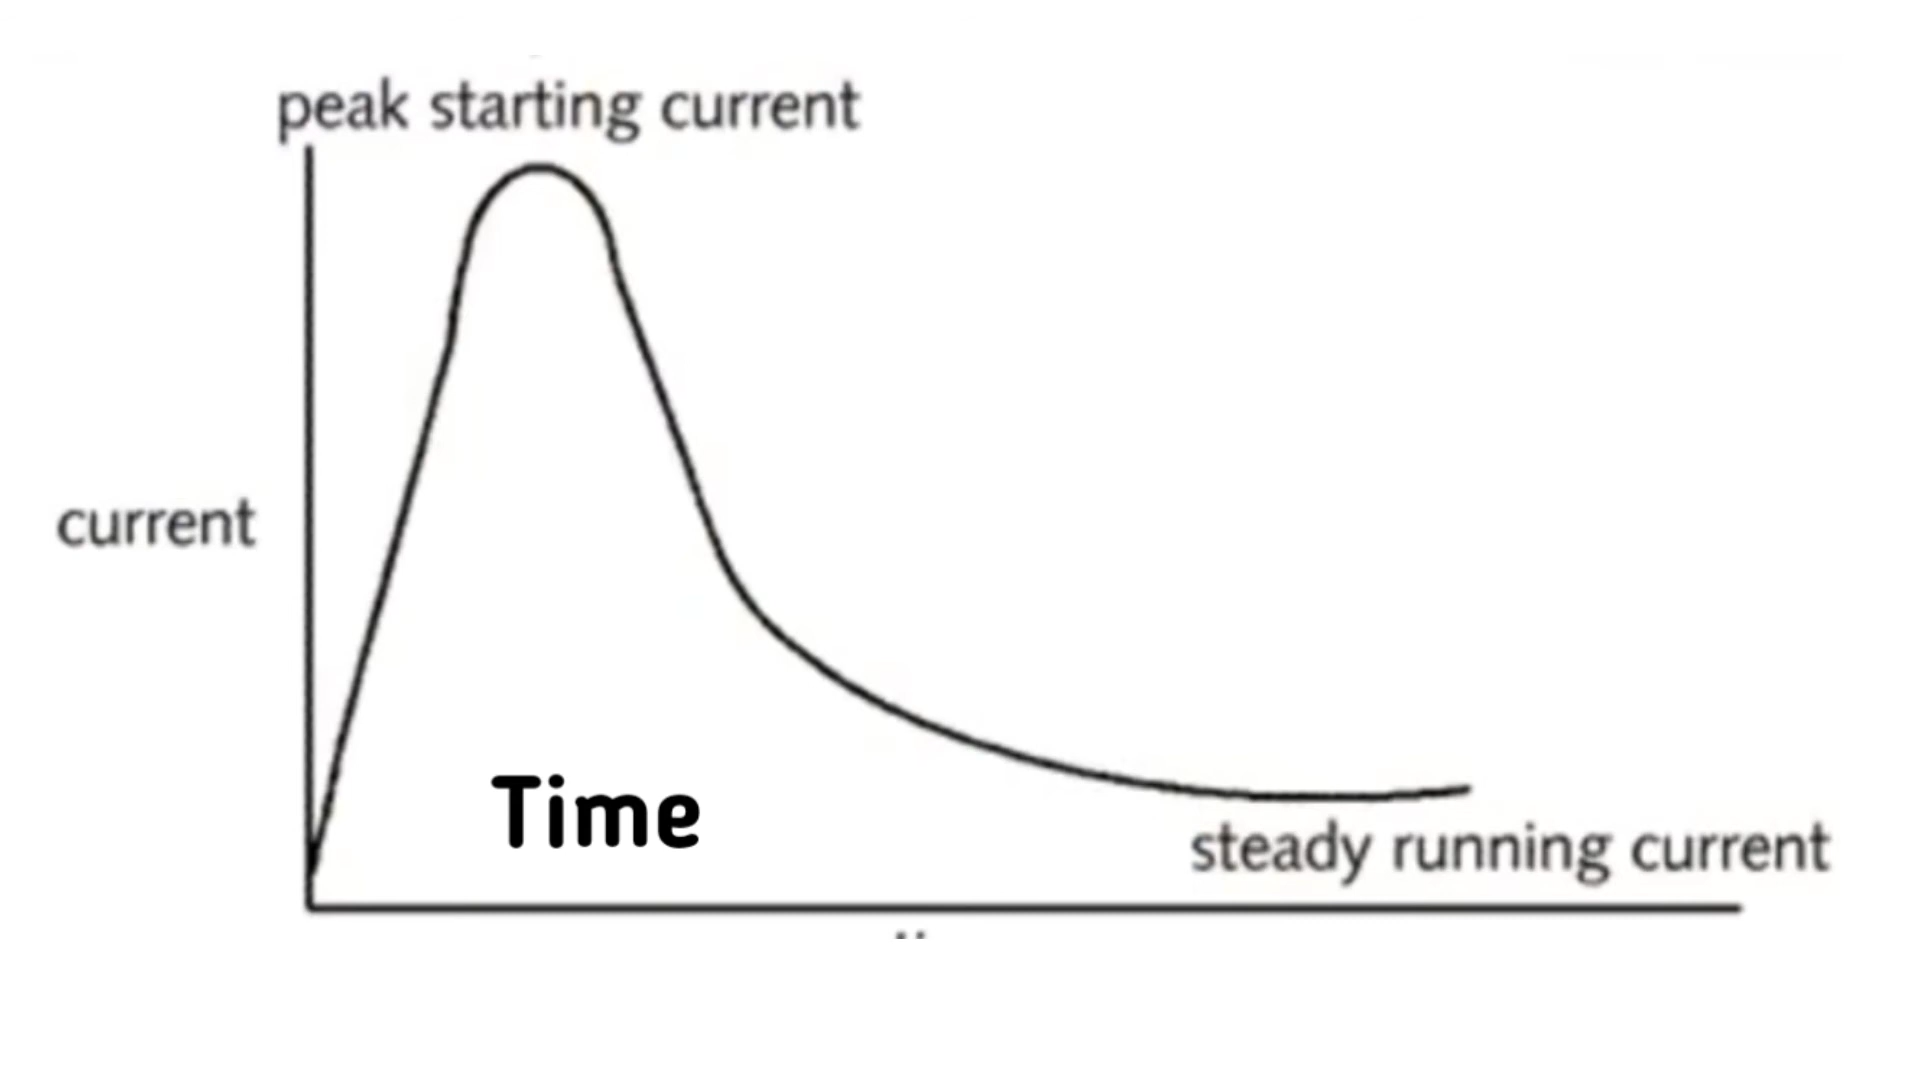 peak starting current
current
Time
steady running current